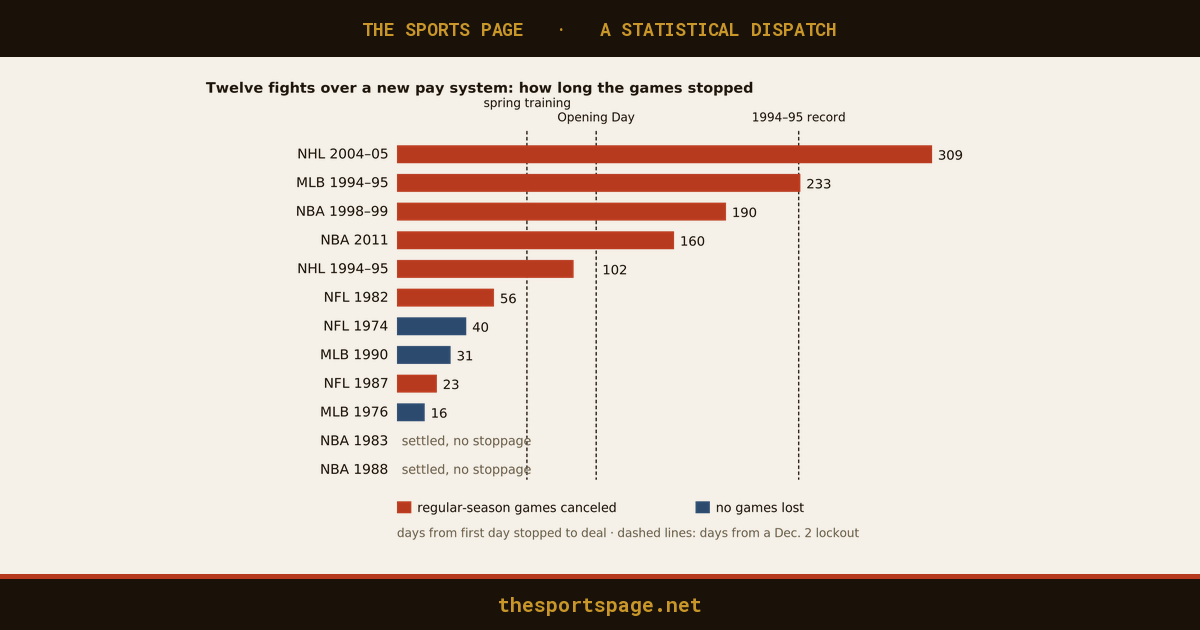 THE SPORTS PAGE · A STATISTICAL DISPATCH
Twelve fights over a new pay system: how long the games stopped
spring training
Opening Day
1994–95 record
NHL 2004–05 309
MLB 1994–95 233
NBA 1998–99 190
NBA 2011 160
NHL 1994–95 102
NFL 1982 56
NFL 1974 40
MLB 1990 31
NFL 1987 23
MLB 1976 16
NBA 1983 settled, no stoppage
NBA 1988 settled, no stoppage
regular-season games canceled no games lost
days from first day stopped to deal · dashed lines: days from a Dec. 2 lockout
thesportspage.net